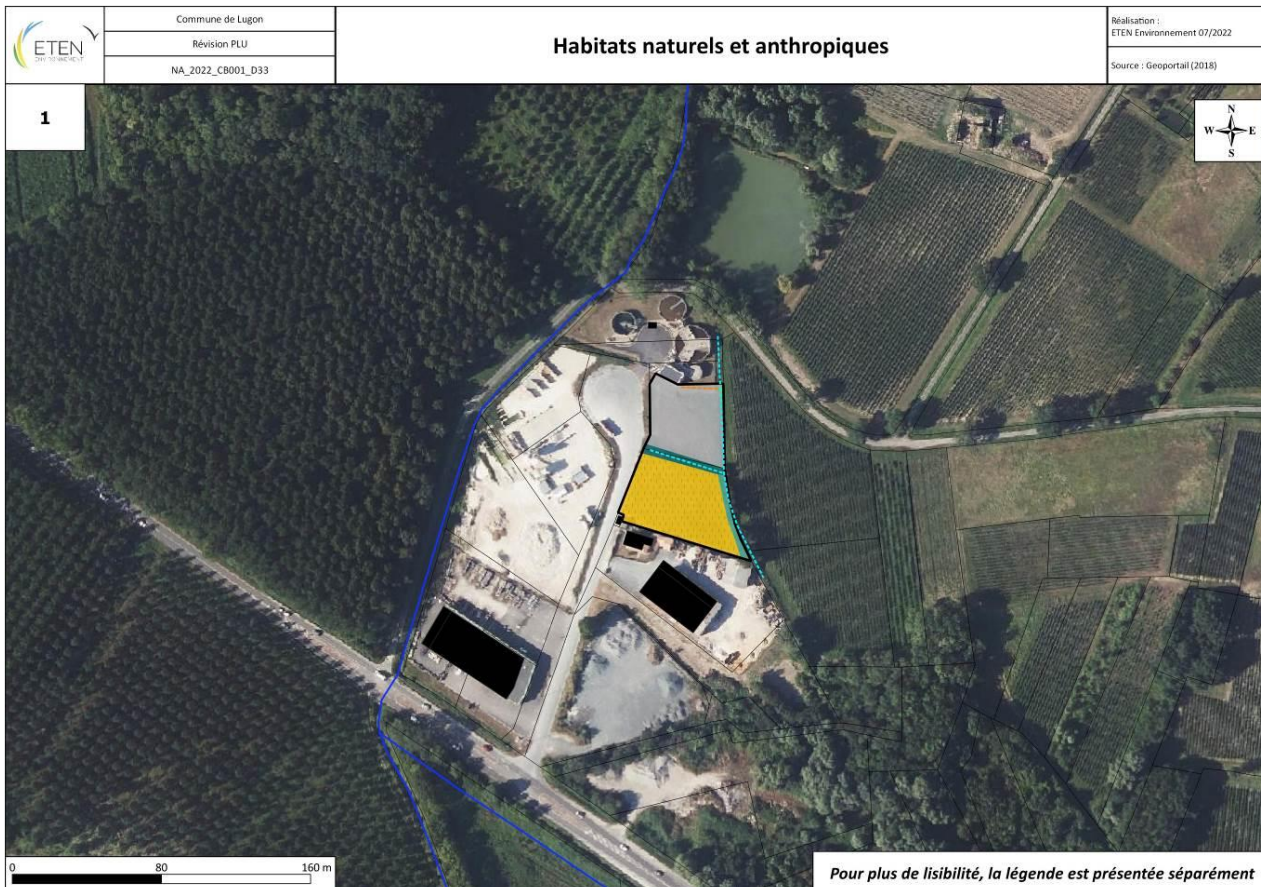 ETEN
ENVIRONNEMENT
Commune de Lugon
Révision PLU
NA_2022_CB001_D33
Habitats naturels et anthropiques
Réalisation :
ETEN Environnement 07/2022
Source : Geoportail (2018)
1
N
W E
S
0 80 160 m
Pour plus de lisibilité, la légende est présentée séparément